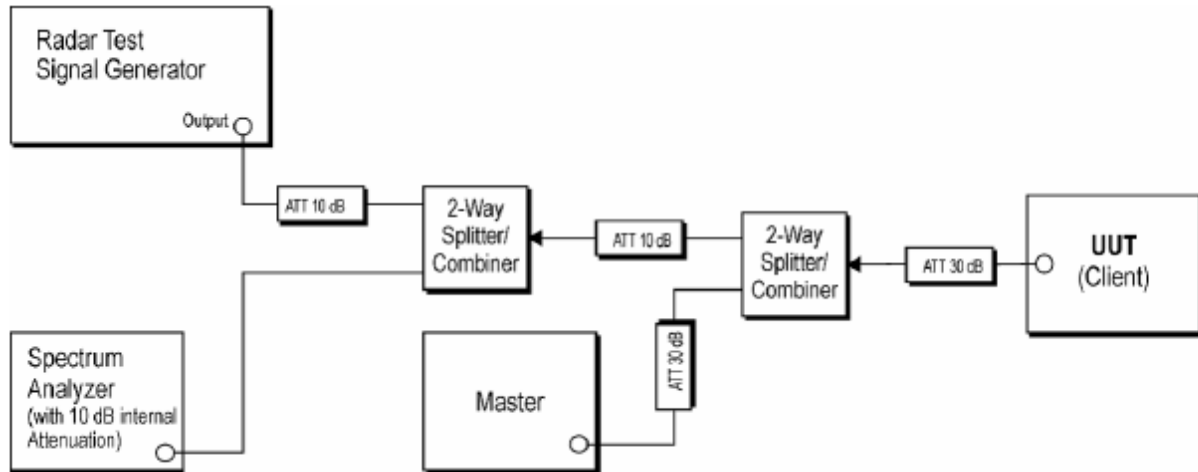 Radar Test
Signal Generator
Output
ATT 10 dB
2-Way
Splitter/
Combiner
ATT 10 dB
2-Way
Splitter/
Combiner
ATT 30 dB
UUT
(Client)
ATT 30 dB
Spectrum
Analyzer
(with 10 dB internal
Attenuation)
Master